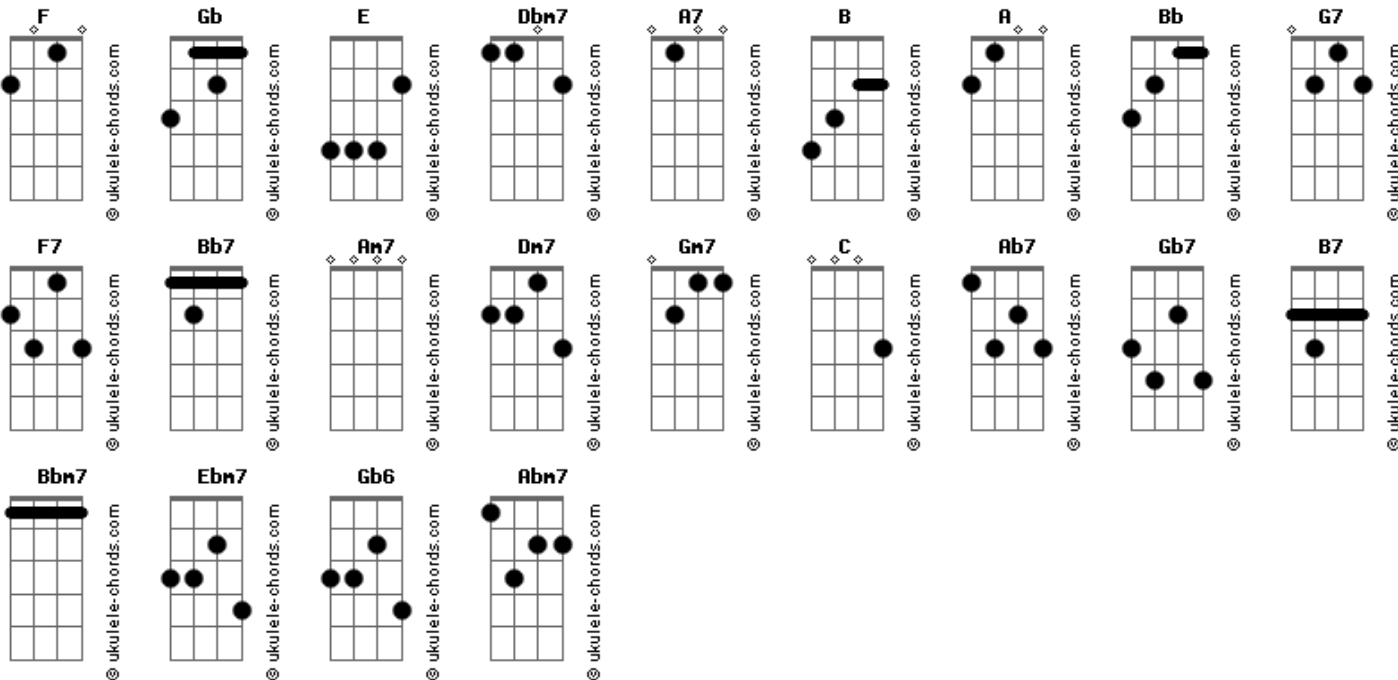 F Gb E Dbm7 A7 B A Bb G7
© ukulele-chords.com © ukulele-chords.com © ukulele-chords.com © ukulele-chords.com © ukulele-chords.com © ukulele-chords.com © ukulele-chords.com © ukulele-chords.com © ukulele-chords.com
F7 Bb7 Am7 Dm7 Gm7 C Ab7 Gb7 B7
© ukulele-chords.com © ukulele-chords.com © ukulele-chords.com © ukulele-chords.com © ukulele-chords.com © ukulele-chords.com © ukulele-chords.com © ukulele-chords.com © ukulele-chords.com
Bbm7 Ebm7 Gb6 Abm7
© ukulele-chords.com © ukulele-chords.com © ukulele-chords.com © ukulele-chords.com